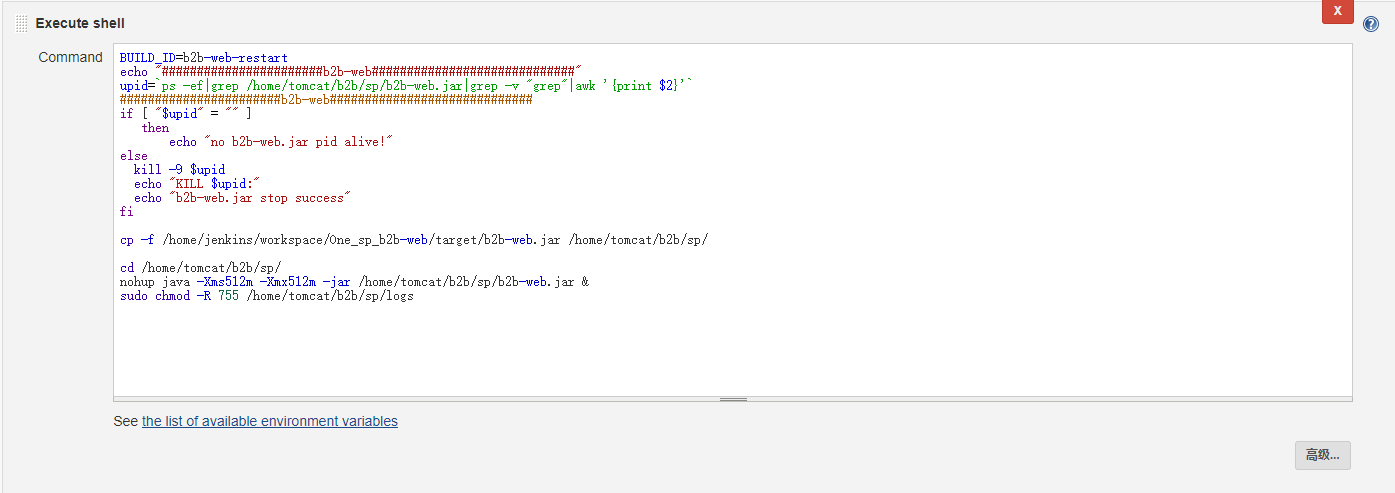 X
Execute shell
?
Command
BUILD_ID=b2b-web-restart
echo "#######################b2b-web#############################"
upid=`ps -ef|grep /home/tomcat/b2b/sp/b2b-web.jar|grep -v "grep"|awk '{print $2}'`
#######################b2b-web#############################
if [ "$upid" = "" ]
then
echo "no b2b-web.jar pid alive!"
else
kill -9 $upid
echo "KILL $upid:"
echo "b2b-web.jar stop success"
fi
cp -f /home/jenkins/workspace/One_sp_b2b-web/target/b2b-web.jar /home/tomcat/b2b/sp/
cd /home/tomcat/b2b/sp/
nohup java -Xms512m -Xmx512m -jar /home/tomcat/b2b/sp/b2b-web.jar &
sudo chmod -R 755 /home/tomcat/b2b/sp/logs
See the list of available environment variables
高级...